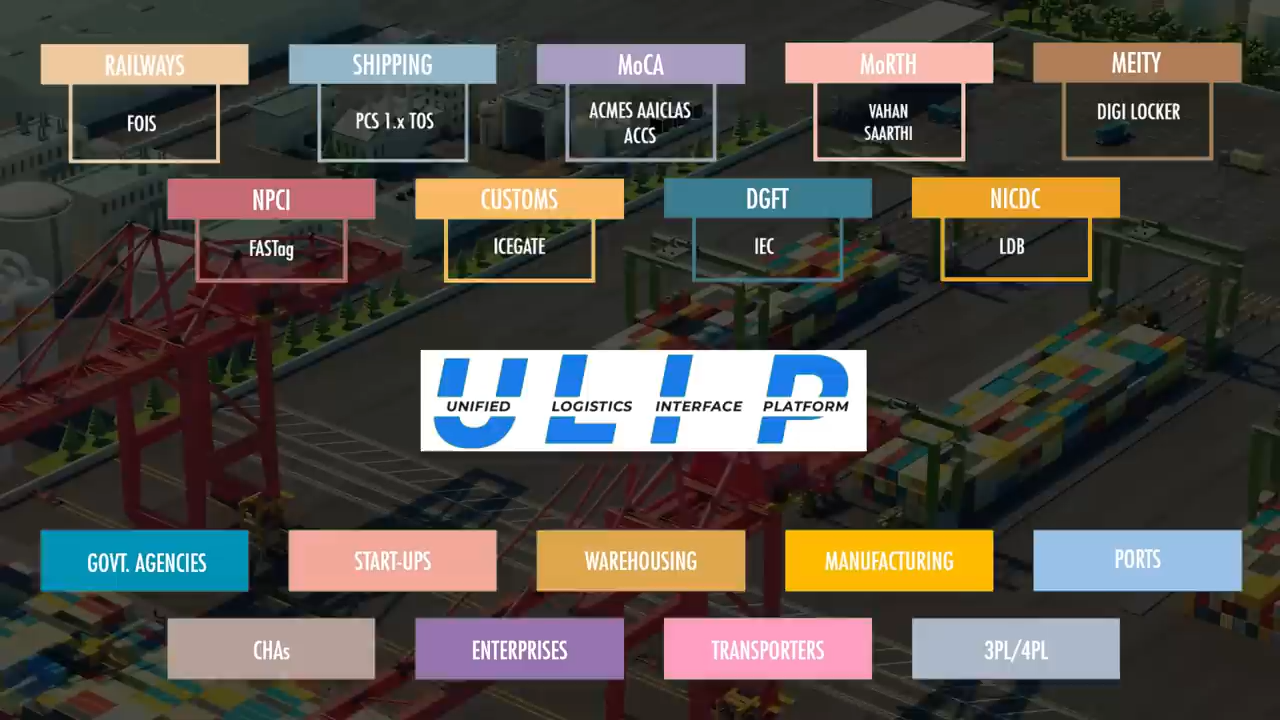 RAILWAYS
FOIS
SHIPPING
PCS 1.x TOS
MoCA
ACMES AAICLAS
ACCS
MoRTH
VAHAN
SAARTHI
MEITY
DIGI LOCKER
NPCI
FASTag
CUSTOMS
ICEGATE
DGFT
IEC
NICDC
LDB
ULIP
UNIFIED LOGISTICS INTERFACE PLATFORM
GOVT. AGENCIES
START-UPS
WAREHOUSING
MANUFACTURING
PORTS
CHAs
ENTERPRISES
TRANSPORTERS
3PL/4PL